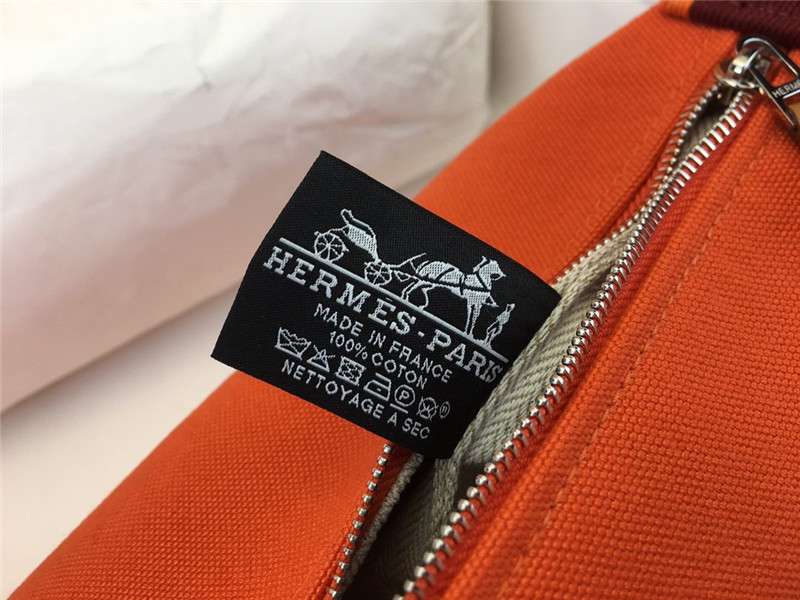 HERMES-PARIS
MADE IN FRANCE
100% COTON
NETTOYAGE A SEC